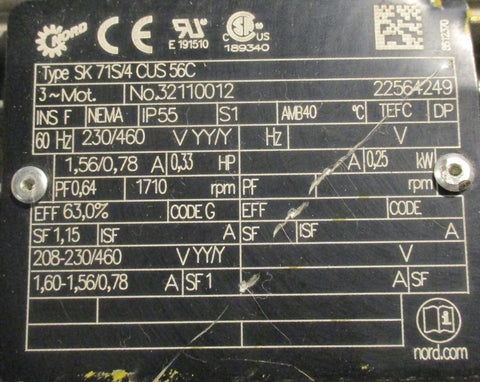 NORD CE UR E 191510 CSA C US 189340
Type SK 71S/4 CUS 56C
3~Mot. No. 32110012 22564249
INS F NEMA IP55 S1 AMB40 °C TEFC DP
60 Hz 230/460 V YY/Y Hz V
1,56/0,78 A 0,33 HP A 0,25 kW
PF 0,64 1710 rpm PF rpm
EFF 63,0% CODE G EFF CODE
SF 1,15 ISF A SF ISF A
208-230/460 V YY/Y V
1,60-1,56/0,78 A SF 1 A SF
nord.com